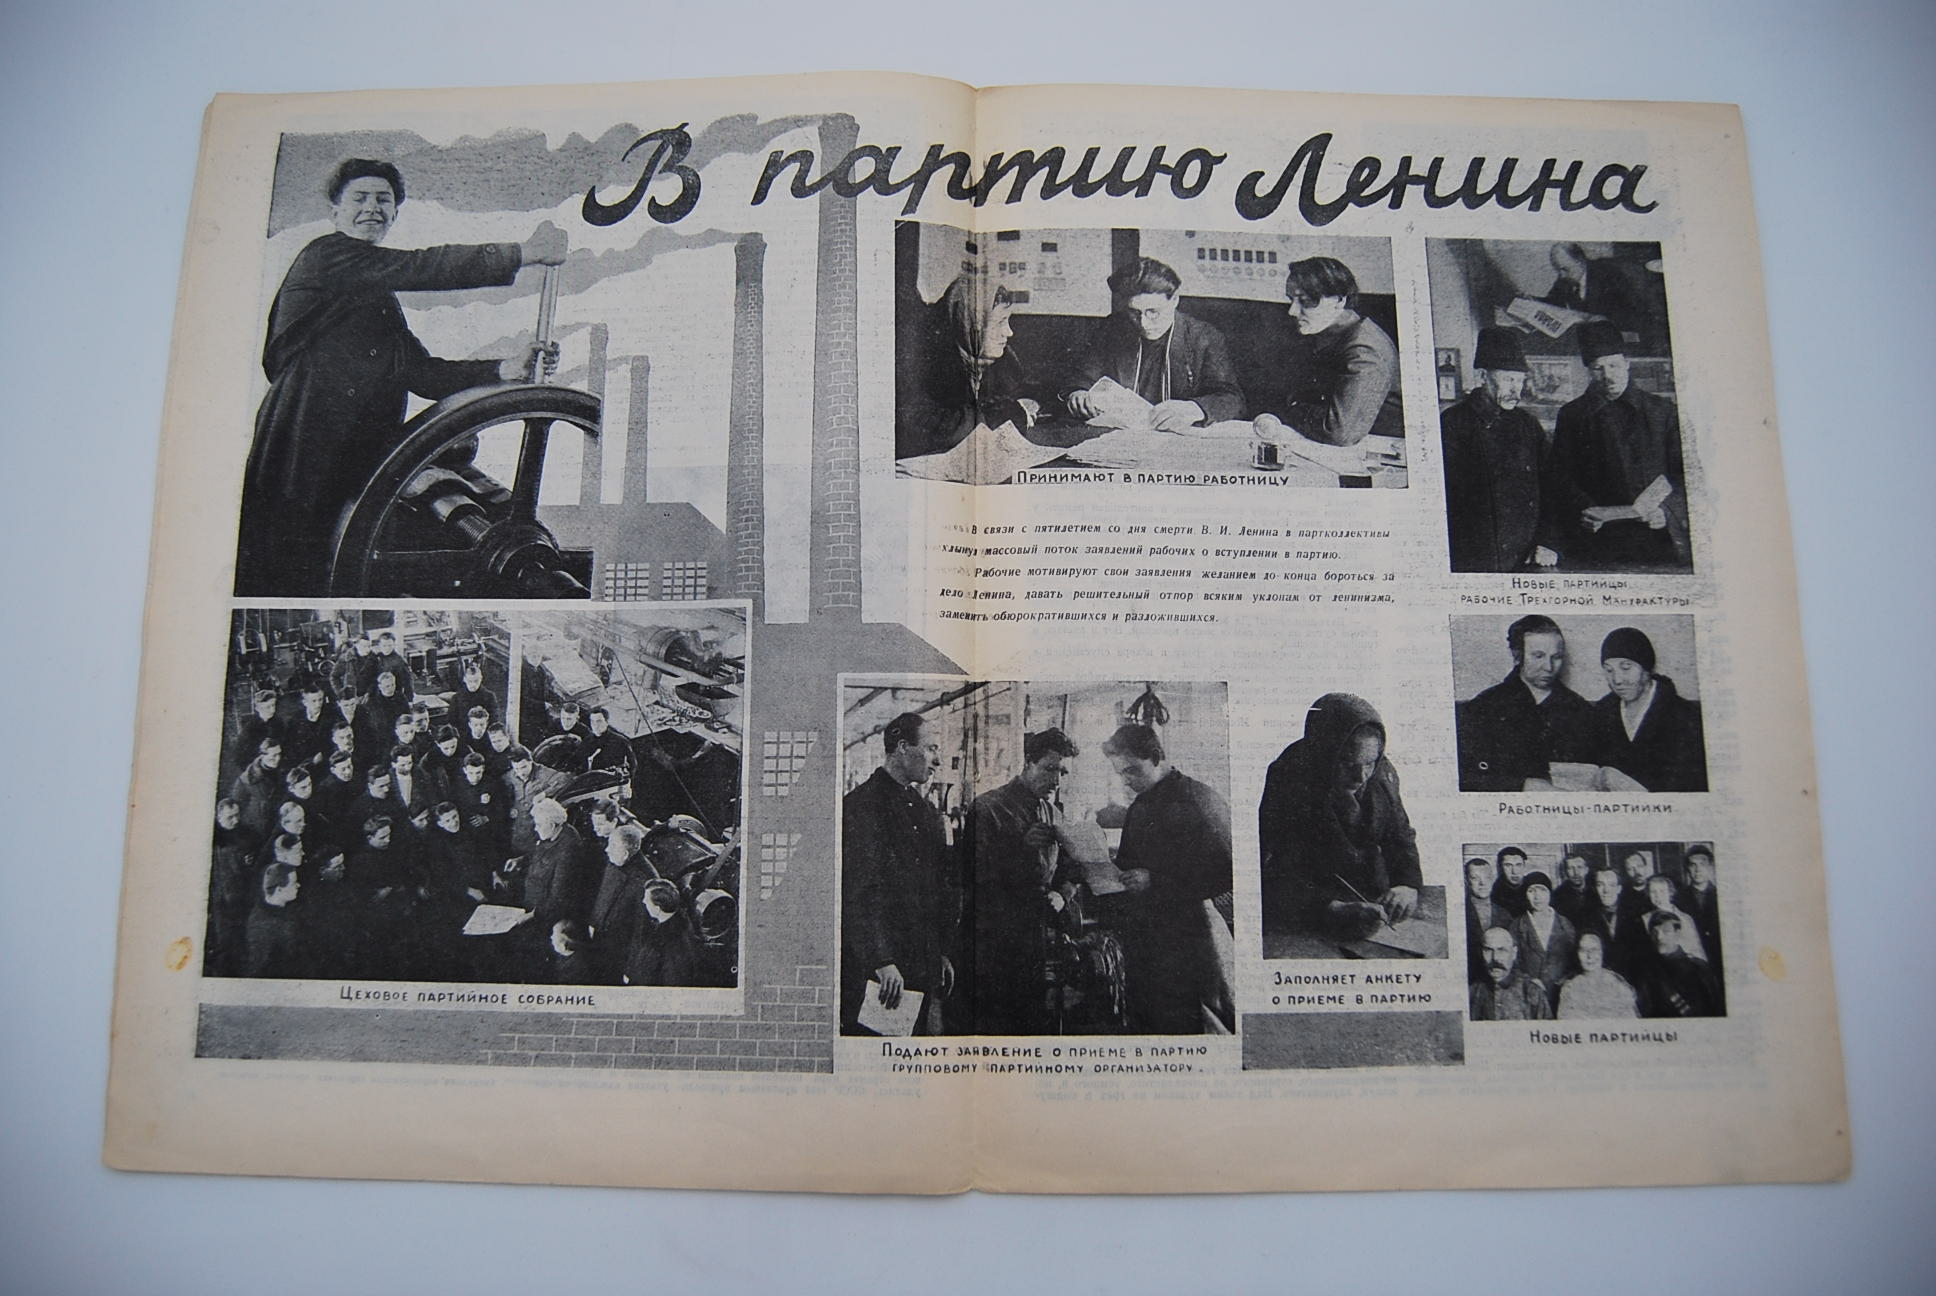 В партию Ленина
Принимают в партию работницу
В связи с пятилетием со дня смерти В. И. Ленина в партколлективы
хлынул массовый поток заявлений рабочих о вступлении в партию.
Рабочие мотивируют свои заявления желанием до конца бороться за
дело Ленина, давать решительный отпор всяким уклонам от ленинизма,
заменить обюрократившихся и разложившихся.
Новые партийцы
рабочие Трехгорной Мануфактуры
Работницы-партийки
Цеховое партийное собрание
Подают заявление о приеме в партию
групповому партийному организатору.
Заполняет анкету
о приеме в партию
Новые партийцы